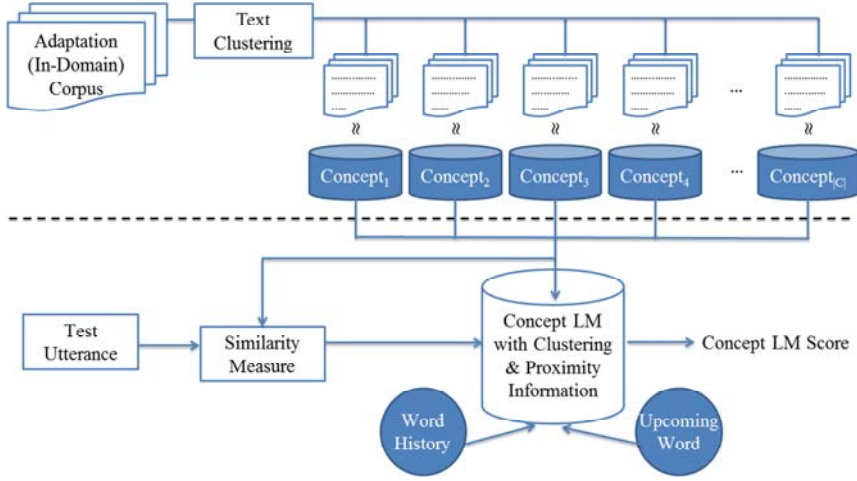 Adaptation
(In-Domain)
Corpus
Text
Clustering
...
≈ ≈ ≈ ≈ ≈
Concept1
Concept2
Concept3
Concept4
...
Concept|C|
Test
Utterance
Similarity
Measure
Concept LM
with Clustering
& Proximity
Information
Concept LM Score
Word
History
Upcoming
Word